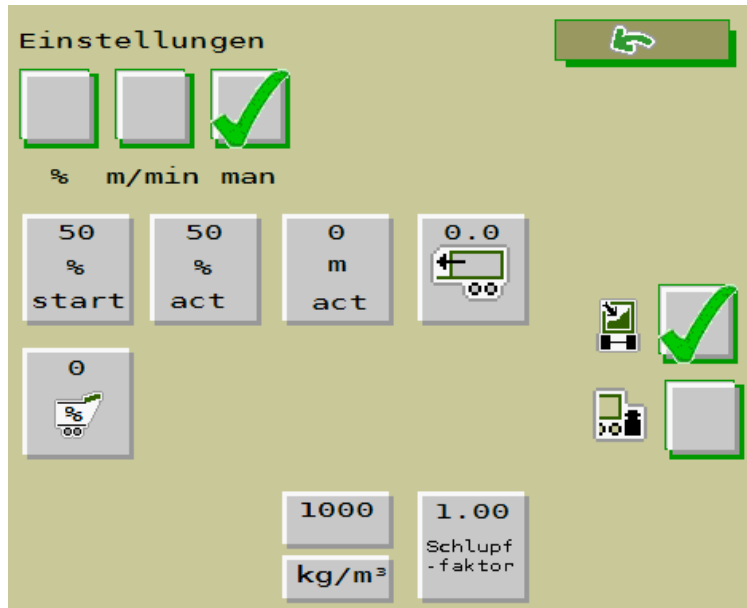 Einstellungen
% m/min man
50 50 0 0.0
% % m
start act act
0
%
1000 1.00
Schlupf
-faktor
kg/m³